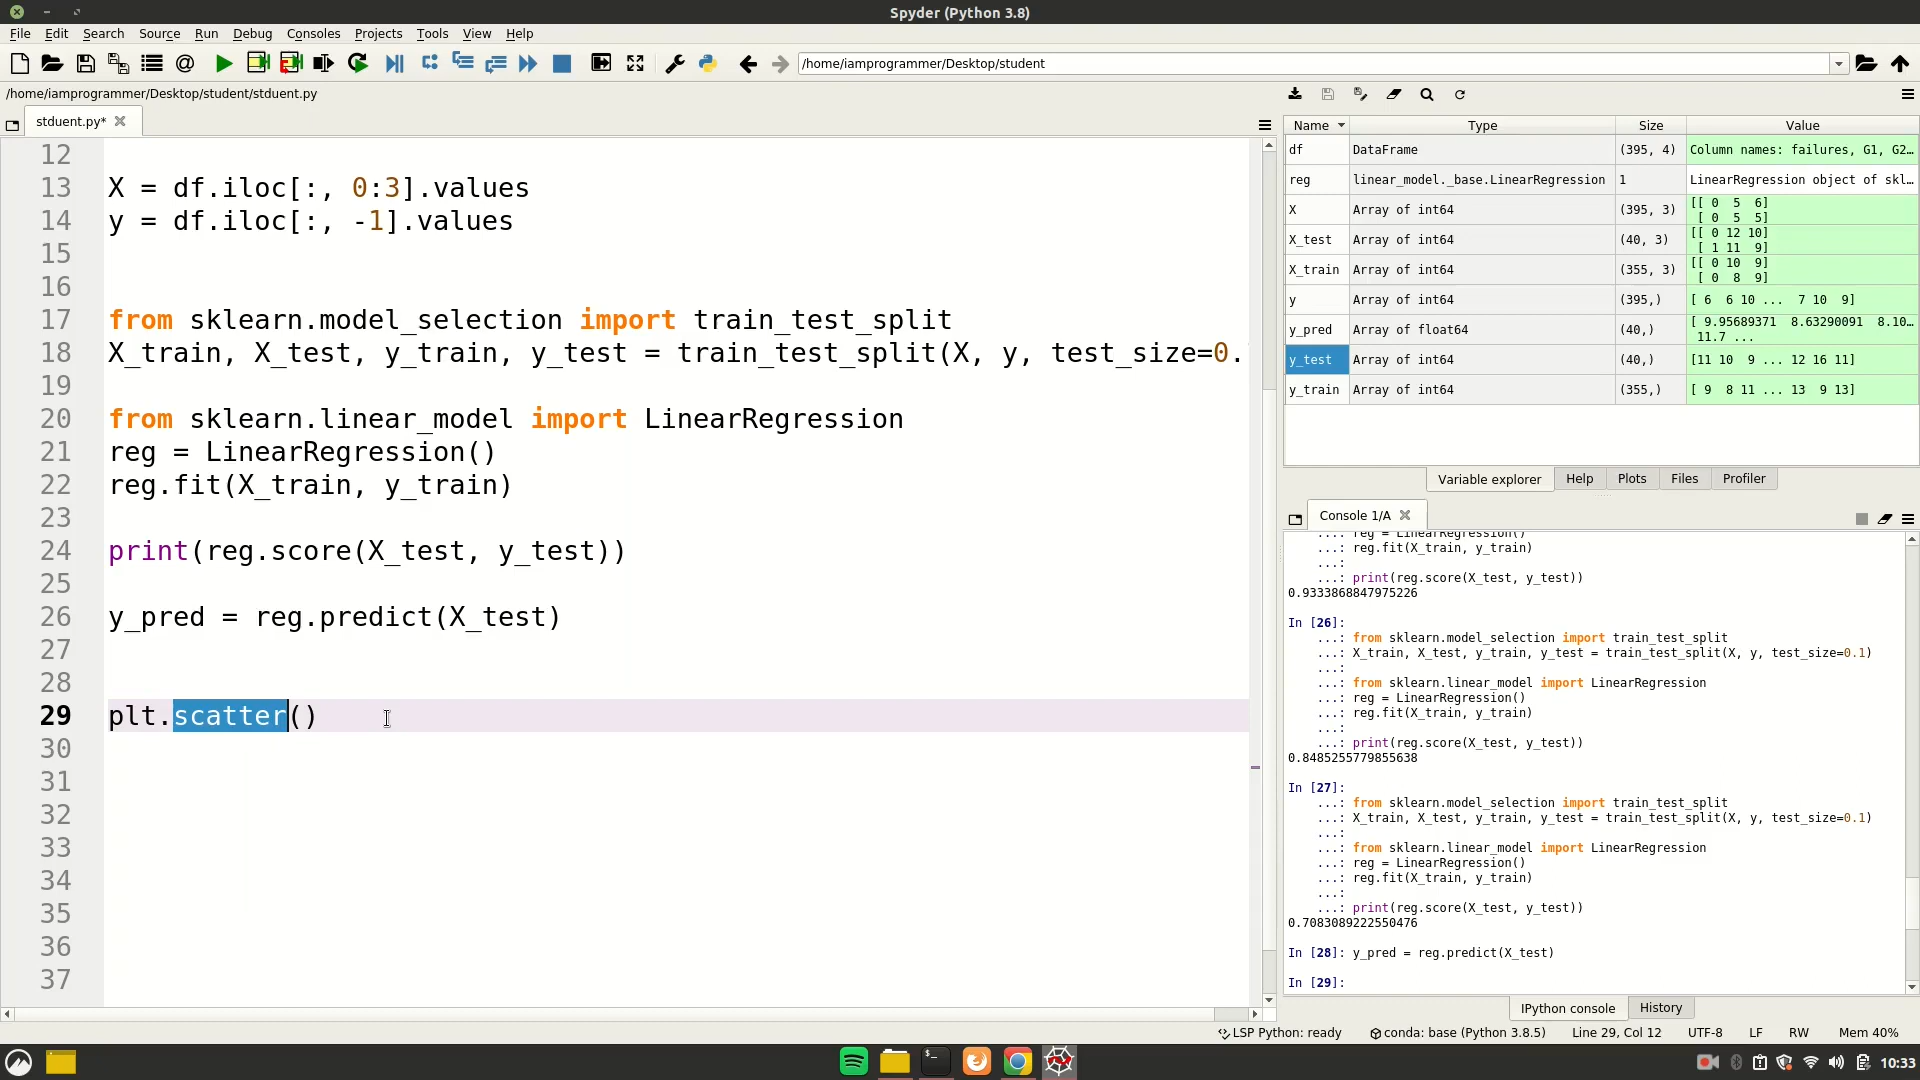 Spyder (Python 3.8)
File Edit Search Source Run Debug Consoles Projects Tools View Help
/home/iamprogrammer/Desktop/student
/home/iamprogrammer/Desktop/student/stduent.py
stduent.py*
12
13 X = df.iloc[:, 0:3].values
14 y = df.iloc[:, -1].values
15
16
17 from sklearn.model_selection import train_test_split
18 X_train, X_test, y_train, y_test = train_test_split(X, y, test_size=0.
19
20 from sklearn.linear_model import LinearRegression
21 reg = LinearRegression()
22 reg.fit(X_train, y_train)
23
24 print(reg.score(X_test, y_test))
25
26 y_pred = reg.predict(X_test)
27
28
29 plt.scatter()
30
31
32
33
34
35
36
37
Name Type Size Value
df DataFrame (395, 4) Column names: failures, G1, G2…
reg linear_model._base.LinearRegression 1 LinearRegression object of skl…
X Array of int64 (395, 3) [[ 0 5 6]
[ 0 5 5]
X_test Array of int64 (40, 3) [[ 0 12 10]
[ 1 11 9]
X_train Array of int64 (355, 3) [[ 0 10 9]
[ 0 8 9]
y Array of int64 (395,) [ 6 6 10 ... 7 10 9]
y_pred Array of float64 (40,) [ 9.95689371 8.63290091 8.10…
11.7 ...
y_test Array of int64 (40,) [11 10 9 ... 12 16 11]
y_train Array of int64 (355,) [ 9 8 11 ... 13 9 13]
Variable explorer Help Plots Files Profiler
Console 1/A
...: reg = LinearRegression()
...: reg.fit(X_train, y_train)
...:
...: print(reg.score(X_test, y_test))
0.9333868847975226
In [26]:
...: from sklearn.model_selection import train_test_split
...: X_train, X_test, y_train, y_test = train_test_split(X, y, test_size=0.1)
...:
...: from sklearn.linear_model import LinearRegression
...: reg = LinearRegression()
...: reg.fit(X_train, y_train)
...:
...: print(reg.score(X_test, y_test))
0.8485255779855638
In [27]:
...: from sklearn.model_selection import train_test_split
...: X_train, X_test, y_train, y_test = train_test_split(X, y, test_size=0.1)
...:
...: from sklearn.linear_model import LinearRegression
...: reg = LinearRegression()
...: reg.fit(X_train, y_train)
...:
...: print(reg.score(X_test, y_test))
0.7083089222550476
In [28]: y_pred = reg.predict(X_test)
In [29]:
IPython console History
LSP Python: ready conda: base (Python 3.8.5) Line 29, Col 12 UTF-8 LF RW Mem 40%
10:33